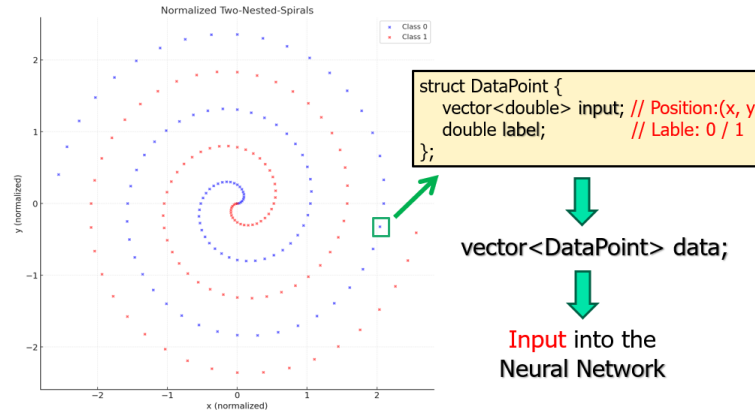 Normalized Two-Nested-Spirals
Class 0
Class 1
2
1
0
−1
−2
y (normalized)
−2
−1
0
1
2
x (normalized)
struct DataPoint {
vector<double> input; // Position:(x, y
double label; // Lable: 0 / 1
};
vector<DataPoint> data;
Input into the
Neural Network